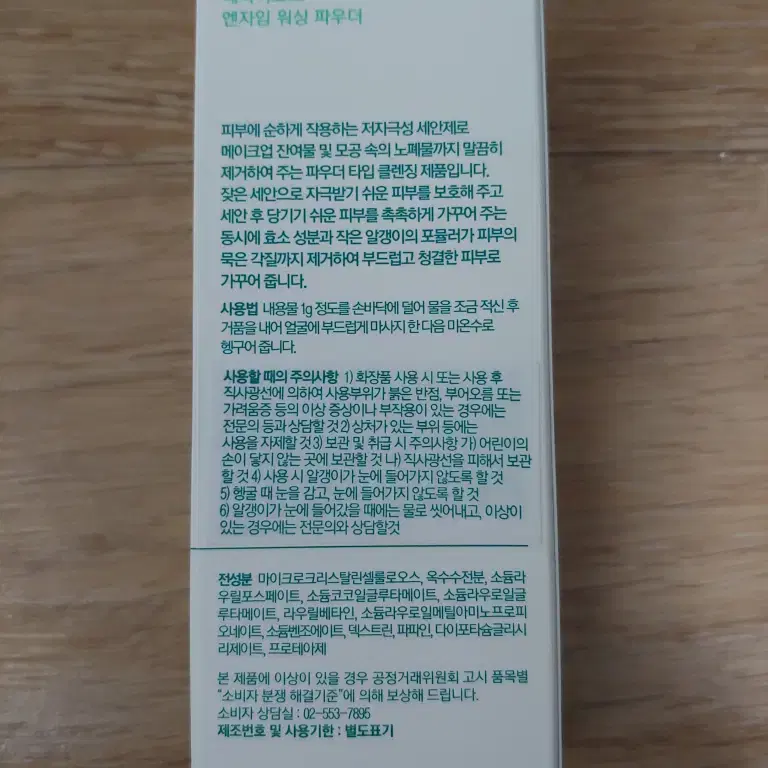 엔자임 워싱 파우더
피부에 순하게 작용하는 저자극성 세안제로
메이크업 잔여물 및 모공 속의 노폐물까지 말끔히
제거하여 주는 파우더 타입 클렌징 제품입니다.
잦은 세안으로 자극받기 쉬운 피부를 보호해 주고
세안 후 당기기 쉬운 피부를 촉촉하게 가꾸어 주는
동시에 효소 성분과 작은 알갱이의 포뮬러가 피부의
묵은 각질까지 제거하여 부드럽고 청결한 피부로
가꾸어 줍니다.
사용법 내용물 1g 정도를 손바닥에 덜어 물을 조금 적신 후
거품을 내어 얼굴에 부드럽게 마사지 한 다음 미온수로
헹구어 줍니다.
사용할 때의 주의사항 1) 화장품 사용 시 또는 사용 후
직사광선에 의하여 사용부위가 붉은 반점, 부어오름 또는
가려움증 등의 이상 증상이나 부작용이 있는 경우에는
전문의 등과 상담할 것 2) 상처가 있는 부위 등에는
사용을 자제할 것 3) 보관 및 취급 시 주의사항 가) 어린이의
손이 닿지 않는 곳에 보관할 것 나) 직사광선을 피해서 보관
할 것 4) 사용 시 알갱이가 눈에 들어가지 않도록 할 것
5) 헹굴 때 눈을 감고, 눈에 들어가지 않도록 할 것
6) 알갱이가 눈에 들어갔을 때에는 물로 씻어내고, 이상이
있는 경우에는 전문의와 상담할것
전성분 마이크로크리스탈린셀룰로오스, 옥수수전분, 소듐라
우릴포스페이트, 소듐코코일글루타메이트, 소듐라우로일글
루타메이트, 라우릴베타인, 소듐라우로일메틸아미노프로피
오네이트, 소듐벤조에이트, 덱스트린, 파파인, 다이포타슘글리시
리제이트, 프로테아제
본 제품에 이상이 있을 경우 공정거래위원회 고시 품목별
"소비자 분쟁 해결기준"에 의해 보상해 드립니다.
소비자 상담실 : 02-553-7895
제조번호 및 사용기한 : 별도표기